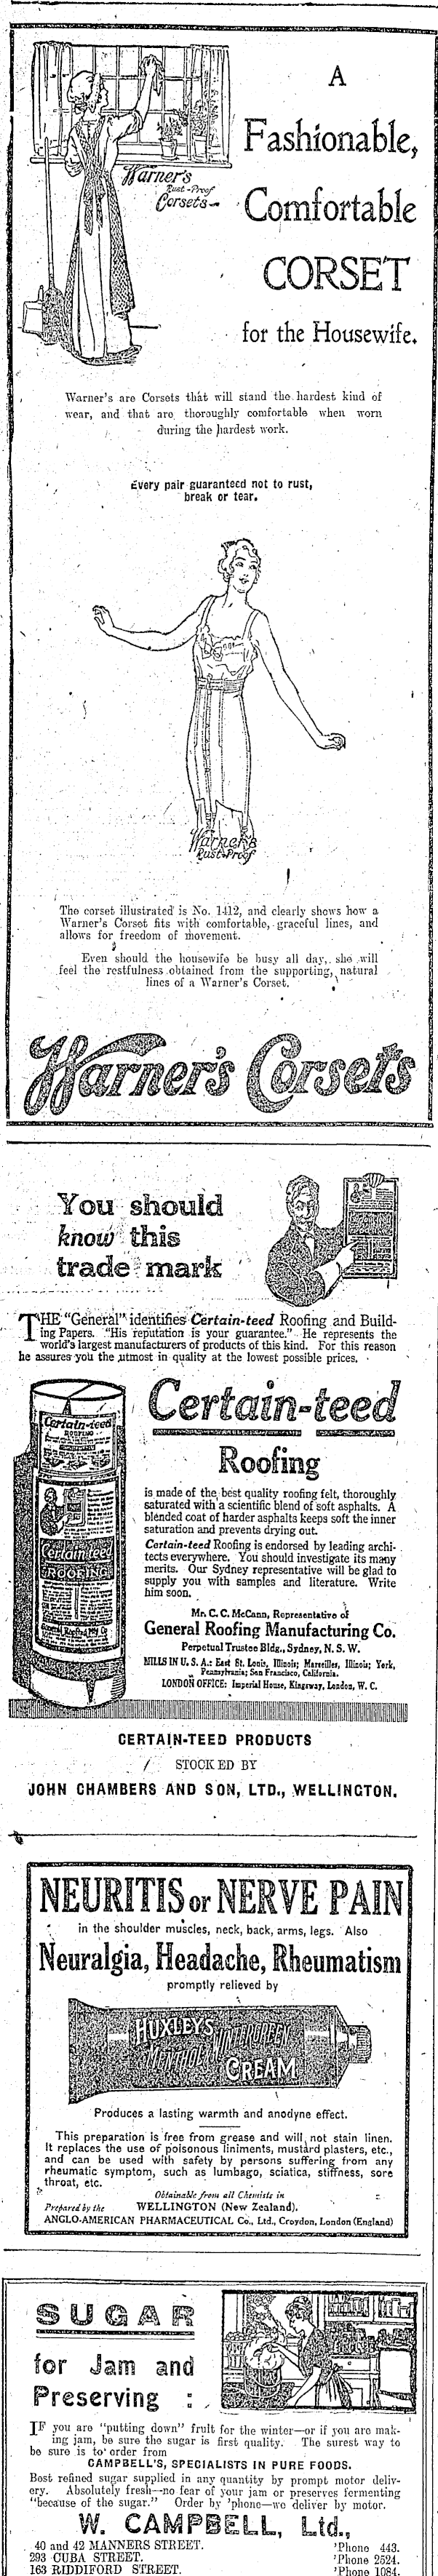 A
Fashionable,
Comfortable
CORSET
for the Housewife.
Warner's
Rust-Proof
Corsets
Warner's are Corsets that will stand the hardest kind of
wear, and that are thoroughly comfortable when worn
during the hardest work.
Every pair guaranteed not to rust,
break or tear.
Warner's
Rust-Proof
The corset illustrated is No. 1412, and clearly shows how a
Warner's Corset fits with comfortable, graceful lines, and
allows for freedom of movement.
Even should the housewife be busy all day, she will
feel the restfulness obtained from the supporting, natural
lines of a Warner's Corset.
Warner's Corsets
You should
know this
trade mark
THE "General" identifies Certain-teed Roofing and Build-
ing Papers. "His reputation is your guarantee." He represents the
world's largest manufacturers of products of this kind. For this reason
he assures you the utmost in quality at the lowest possible prices.
Certain-teed
ROOFING
Certain-teed
ROOFING
General Roofing Mfg Co
Certain-teed
Roofing
is made of the best quality roofing felt, thoroughly
saturated with a scientific blend of soft asphalts. A
blended coat of harder asphalts keeps soft the inner
saturation and prevents drying out.
Certain-teed Roofing is endorsed by leading archi-
tects everywhere. You should investigate its many
merits. Our Sydney representative will be glad to
supply you with samples and literature. Write
him soon.
Mr. C. C. McCann, Representative of
General Roofing Manufacturing Co.
Perpetual Trustee Bldg., Sydney, N. S. W.
MILLS IN U. S. A.: East St. Louis, Illinois; Marseilles, Illinois; York,
Pennsylvania; San Francisco, California.
LONDON OFFICE: Imperial House, Kingsway, London, W. C.
CERTAIN-TEED PRODUCTS
STOCKED BY
JOHN CHAMBERS AND SON, LTD., WELLINGTON.
NEURITIS or NERVE PAIN
in the shoulder muscles, neck, back, arms, legs. Also
Neuralgia, Headache, Rheumatism
promptly relieved by
HUXLEYS
MENTHOL WINTERGREEN
CREAM
Produces a lasting warmth and anodyne effect.
This preparation is free from grease and will not stain linen.
It replaces the use of poisonous liniments, mustard plasters, etc.,
and can be used with safety by persons suffering from any
rheumatic symptom, such as lumbago, sciatica, stiffness, sore
throat, etc.
Obtainable from all Chemists in
Prepared by the WELLINGTON (New Zealand).
ANGLO-AMERICAN PHARMACEUTICAL Co., Ltd., Croydon, London (England)
SUGAR
for Jam and
Preserving :
IF you are "putting down" fruit for the winter—or if you are mak-
ing jam, be sure the sugar is first quality. The surest way to
be sure is to order from
CAMPBELL'S, SPECIALISTS IN PURE FOODS.
Best refined sugar supplied in any quantity by prompt motor deliv-
ery. Absolutely fresh—no fear of your jam or preserves fermenting
"because of the sugar." Order by 'phone—we deliver by motor.
W. CAMPBELL, Ltd.,
40 and 42 MANNERS STREET. 'Phone 443.
293 CUBA STREET. 'Phone 2524.
163 RIDDIFORD STREET. 'Phone 1084.